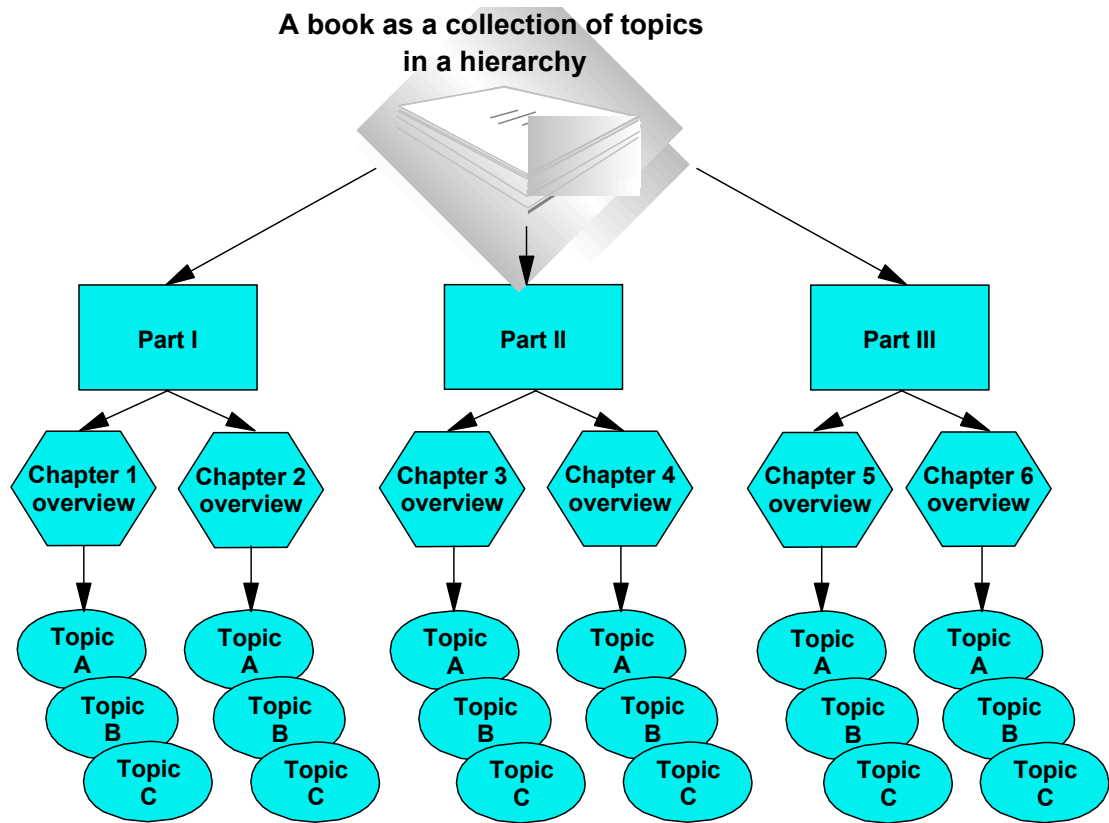 A book as a collection of topics
in a hierarchy
Part I
Part II
Part III
Chapter 1
overview
Chapter 2
overview
Chapter 3
overview
Chapter 4
overview
Chapter 5
overview
Chapter 6
overview
Topic
A
Topic
B
Topic
C
Topic
A
Topic
B
Topic
C
Topic
A
Topic
B
Topic
C
Topic
A
Topic
B
Topic
C
Topic
A
Topic
B
Topic
C
Topic
A
Topic
B
Topic
C